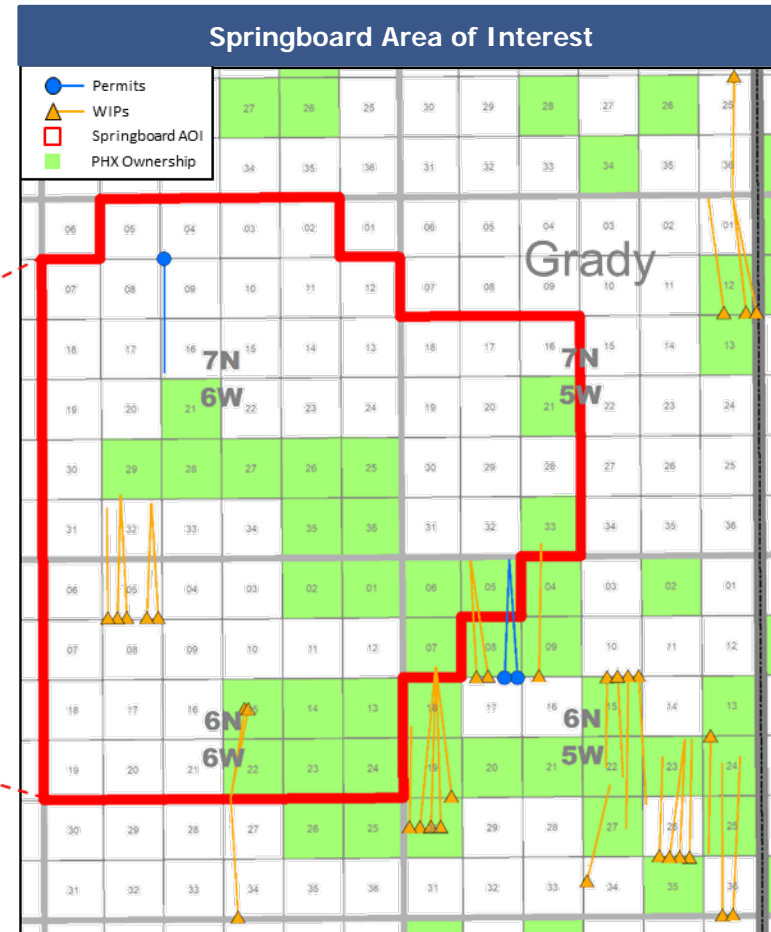 Springboard Area of Interest
Permits
WIPs
Springboard AOI
PHX Ownership
27 26 25 30 29 28 27 26 25
34 35 36 31 32 33 34 35 36
06 05 04 03 02 01 06 05 04 03 02 01
Grady
07 08 09 10 11 12 07 08 09 10 11 12
18 17 16 15 14 13 18 17 16 15 14 13
7N 7N
6W 5W
19 20 21 22 23 24 19 20 21 22 23 24
30 29 28 27 26 25 30 29 28 27 26 25
31 32 33 34 35 36 31 32 33 34 35 36
06 05 04 03 02 01 06 05 04 03 02 01
07 08 09 10 11 12 07 08 09 10 11 12
18 17 16 15 14 13 18 17 16 15 14 13
6N 6N
6W 5W
19 20 21 22 23 24 19 20 21 22 23 24
30 29 28 27 26 25 29 28 27 26 25
31 32 33 34 35 36 31 32 33 34 35 36